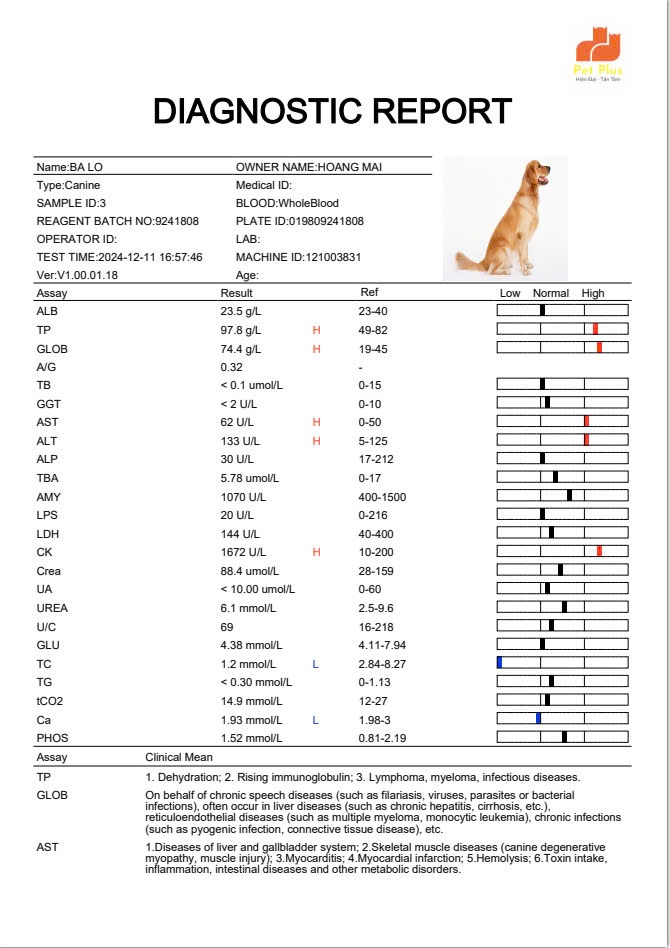 Pet Plus
Hiện Đại - Tận Tâm
DIAGNOSTIC REPORT
Name:BA LO OWNER NAME:HOANG MAI
Type:Canine Medical ID:
SAMPLE ID:3 BLOOD:WholeBlood
REAGENT BATCH NO:9241808 PLATE ID:019809241808
OPERATOR ID: LAB:
TEST TIME:2024-12-11 16:57:46 MACHINE ID:121003831
Ver:V1.00.01.18 Age:
Assay Result Ref Low Normal High
ALB 23.5 g/L 23-40
TP 97.8 g/L H 49-82
GLOB 74.4 g/L H 19-45
A/G 0.32 -
TB < 0.1 umol/L 0-15
GGT < 2 U/L 0-10
AST 62 U/L H 0-50
ALT 133 U/L H 5-125
ALP 30 U/L 17-212
TBA 5.78 umol/L 0-17
AMY 1070 U/L 400-1500
LPS 20 U/L 0-216
LDH 144 U/L 40-400
CK 1672 U/L H 10-200
Crea 88.4 umol/L 28-159
UA < 10.00 umol/L 0-60
UREA 6.1 mmol/L 2.5-9.6
U/C 69 16-218
GLU 4.38 mmol/L 4.11-7.94
TC 1.2 mmol/L L 2.84-8.27
TG < 0.30 mmol/L 0-1.13
tCO2 14.9 mmol/L 12-27
Ca 1.93 mmol/L L 1.98-3
PHOS 1.52 mmol/L 0.81-2.19
Assay Clinical Mean
TP 1. Dehydration; 2. Rising immunoglobulin; 3. Lymphoma, myeloma, infectious diseases.
GLOB On behalf of chronic speech diseases (such as filariasis, viruses, parasites or bacterial
infections), often occur in liver diseases (such as chronic hepatitis, cirrhosis, etc.),
reticuloendothelial diseases (such as multiple myeloma, monocytic leukemia), chronic infections
(such as pyogenic infection, connective tissue disease), etc.
AST 1.Diseases of liver and gallbladder system; 2.Skeletal muscle diseases (canine degenerative
myopathy, muscle injury); 3.Myocarditis; 4.Myocardial infarction; 5.Hemolysis; 6.Toxin intake,
inflammation, intestinal diseases and other metabolic disorders.